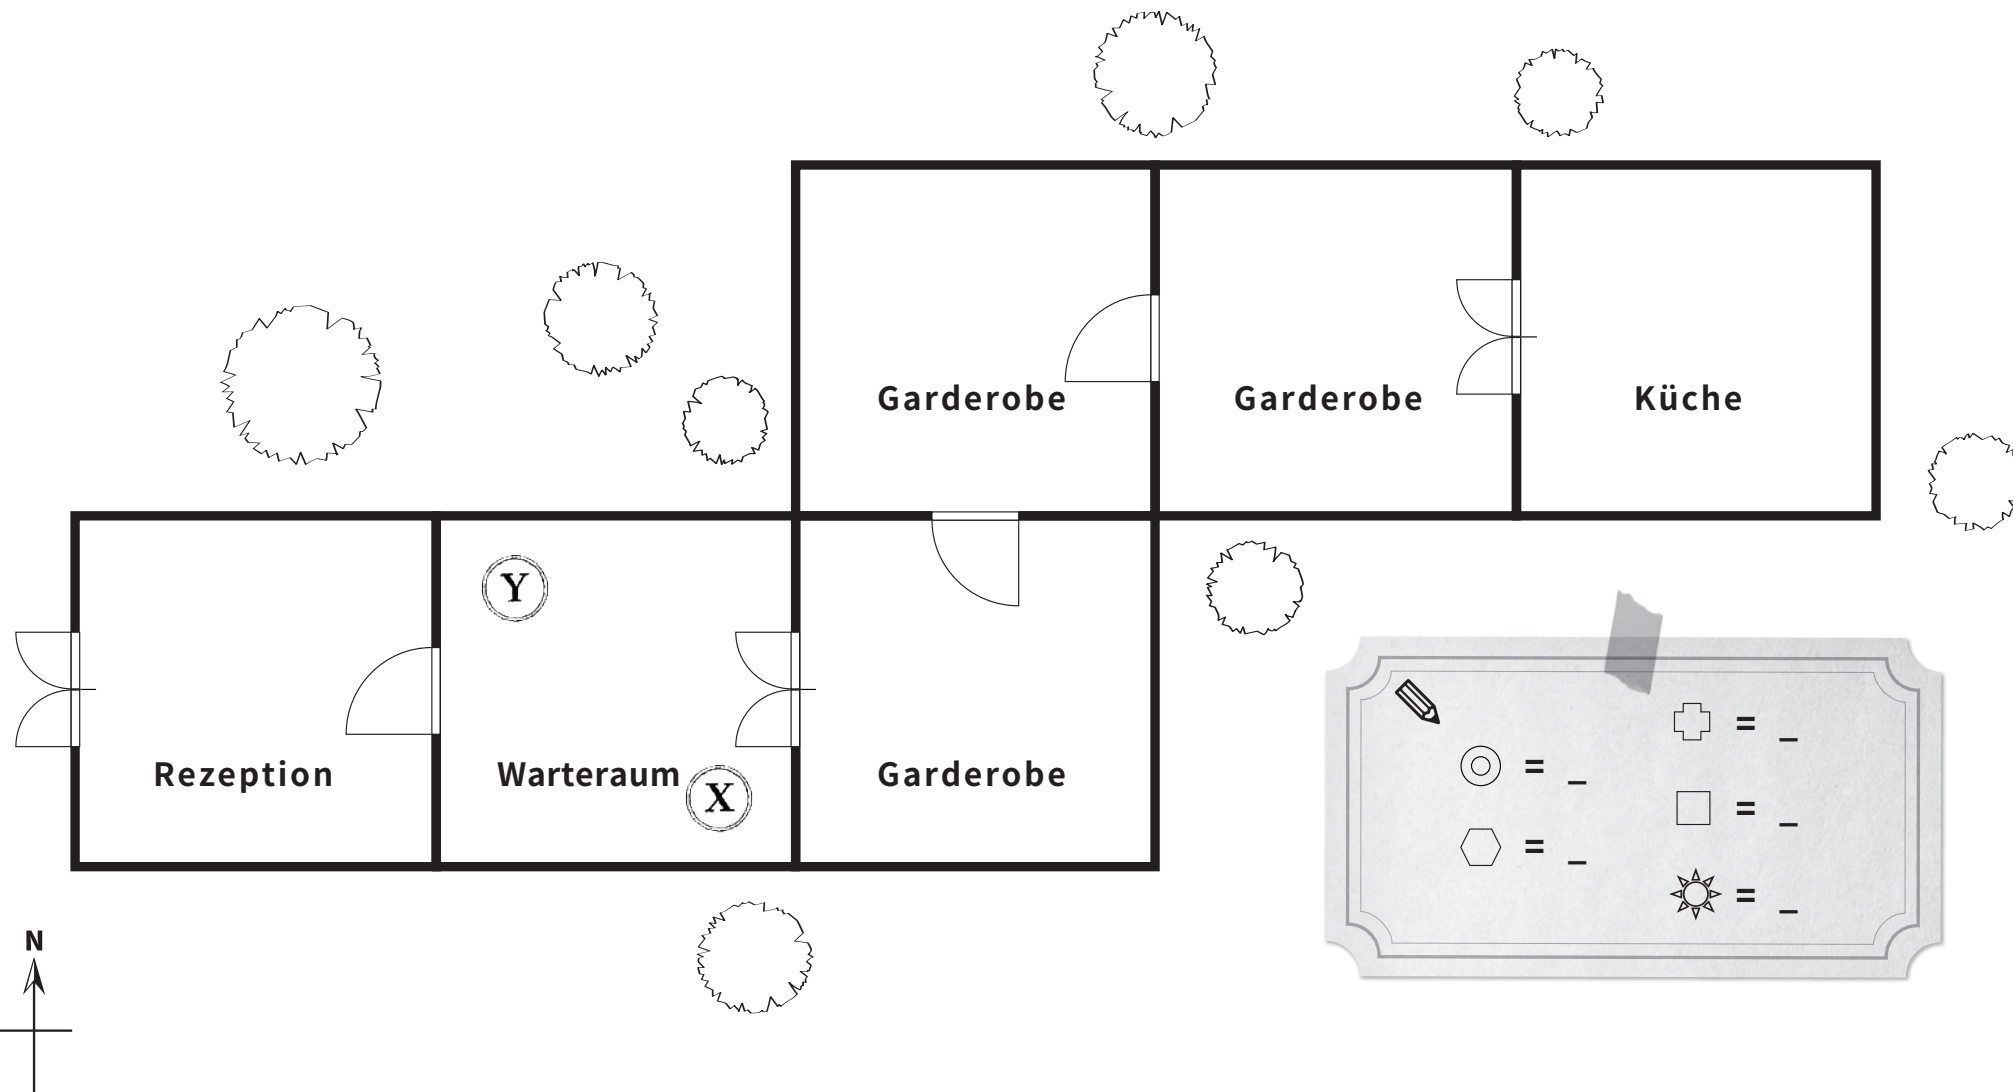 Garderobe
Garderobe
Küche
Y
Rezeption
Warteraum
X
Garderobe
N
= _
= _
= _
= _
= _